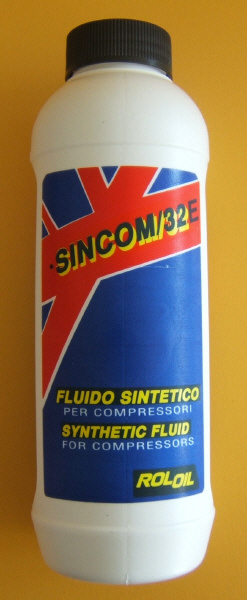 SINCOM/32E
FLUIDO SINTETICO
PER COMPRESSORI
SYNTHETIC FLUID
FOR COMPRESSORS
ROLOIL